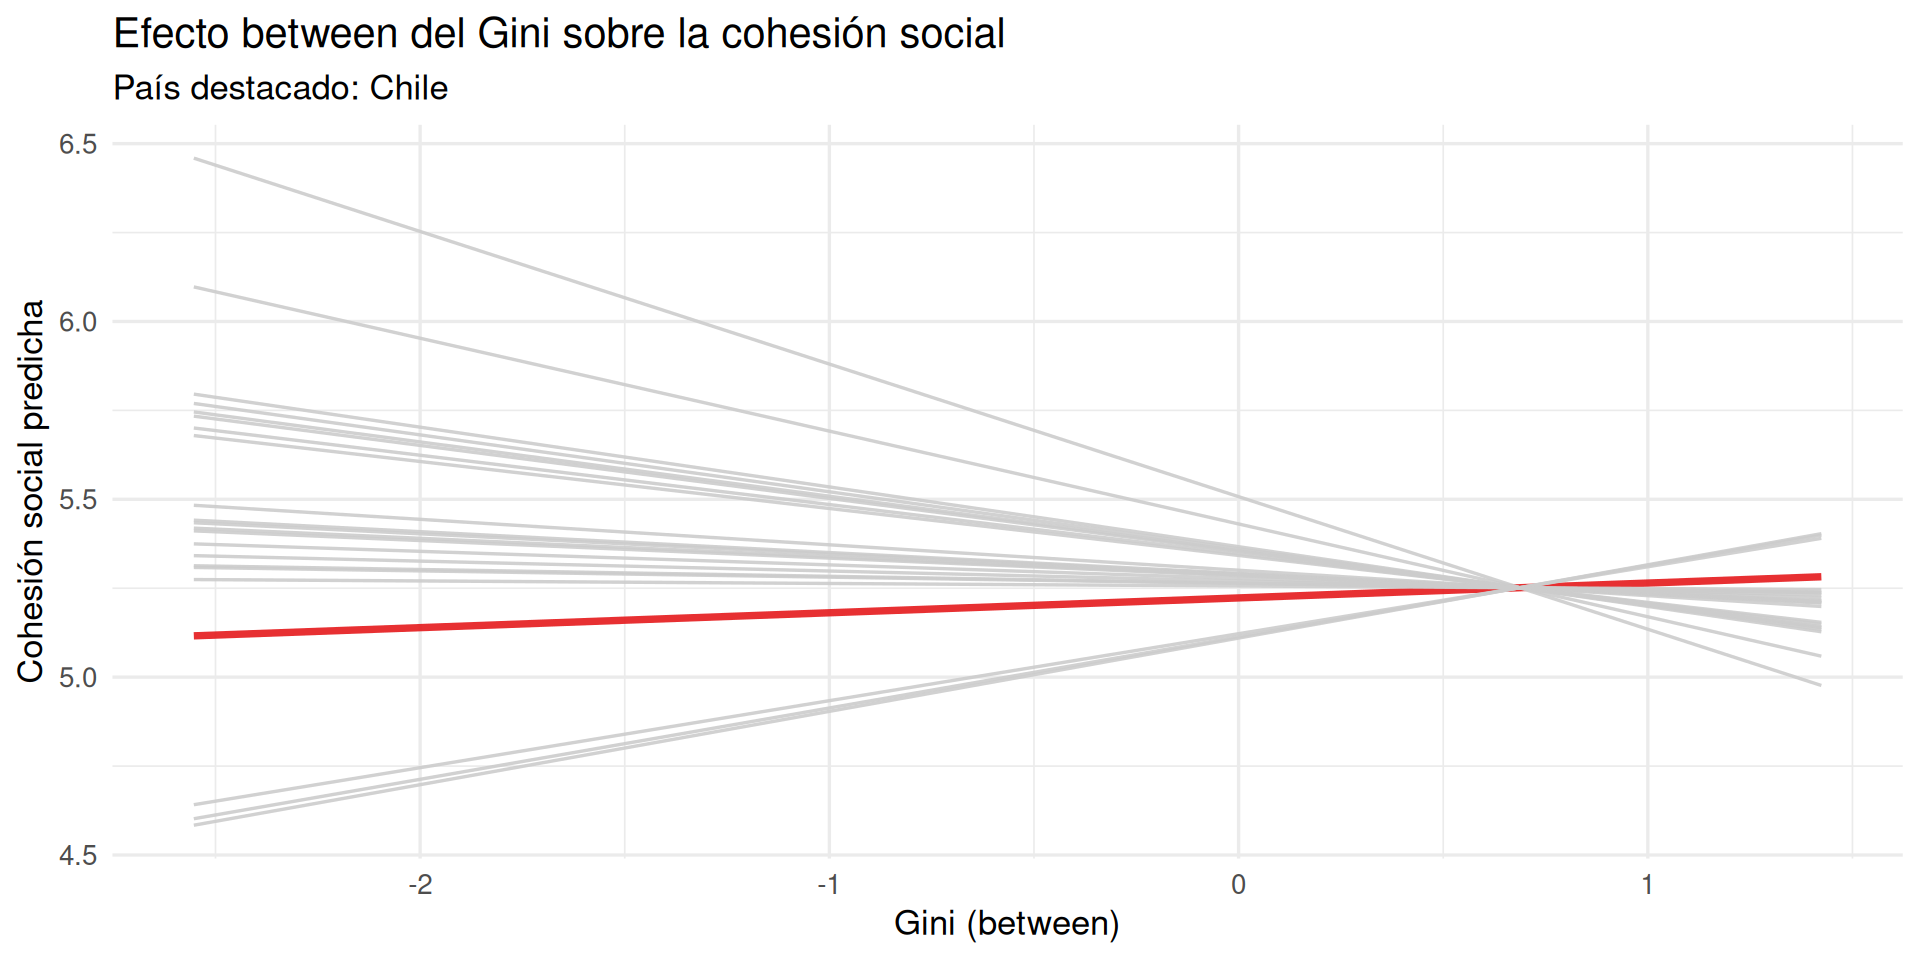 Efecto between del Gini sobre la cohesión social
País destacado: Chile
Cohesión social predicha
6.5
6.0
5.5
5.0
4.5
-2
-1
0
1
Gini (between)